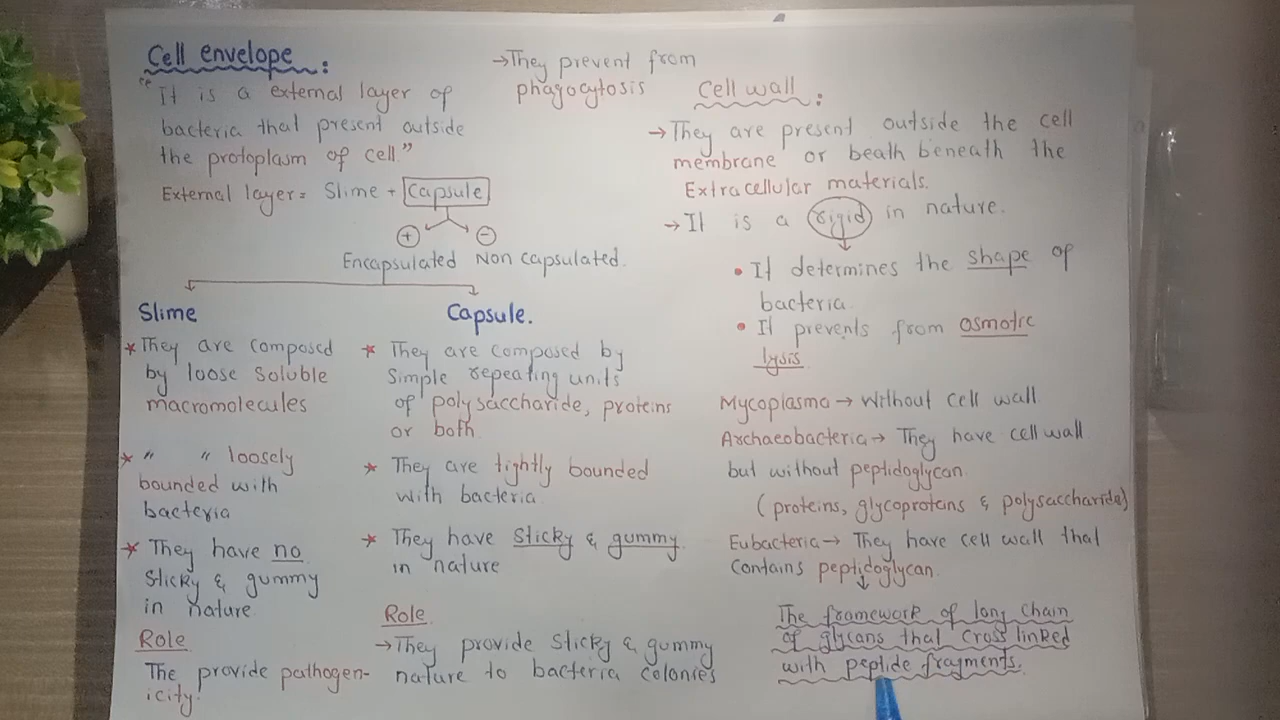 Cell envelope :
"It is a external layer of
bacteria that present outside
the protoplasm of cell."
External layer = Slime + Capsule
+ -
Encapsulated Non capsulated.
Slime
* They are composed
by loose soluble
macromolecules
* " " loosely
bounded with
bacteria
* They have no
sticky & gummy
in nature
Role
The provide pathogen-
icity.
Capsule.
* They are composed by
simple repeating units
of polysaccharide, proteins
or both
* They are tightly bounded
with bacteria
* They have sticky & gummy
in nature
Role
→ They provide sticky & gummy
nature to bacteria colonies
→ They prevent from
phagocytosis
Cell wall :
→ They are present outside the cell
membrane or beath beneath the
Extracellular materials.
→ It is a rigid in nature.
• It determines the shape of
bacteria
• It prevents from osmotic
lysis
Mycoplasma → Without cell wall
Archaeobacteria → They have cell wall
but without peptidoglycan
(proteins, glycoprotans & polysaccharide)
Eubacteria → They have cell wall that
contains peptidoglycan.
The framework of long chain
of glycans that cross linked
with peptide fragments.